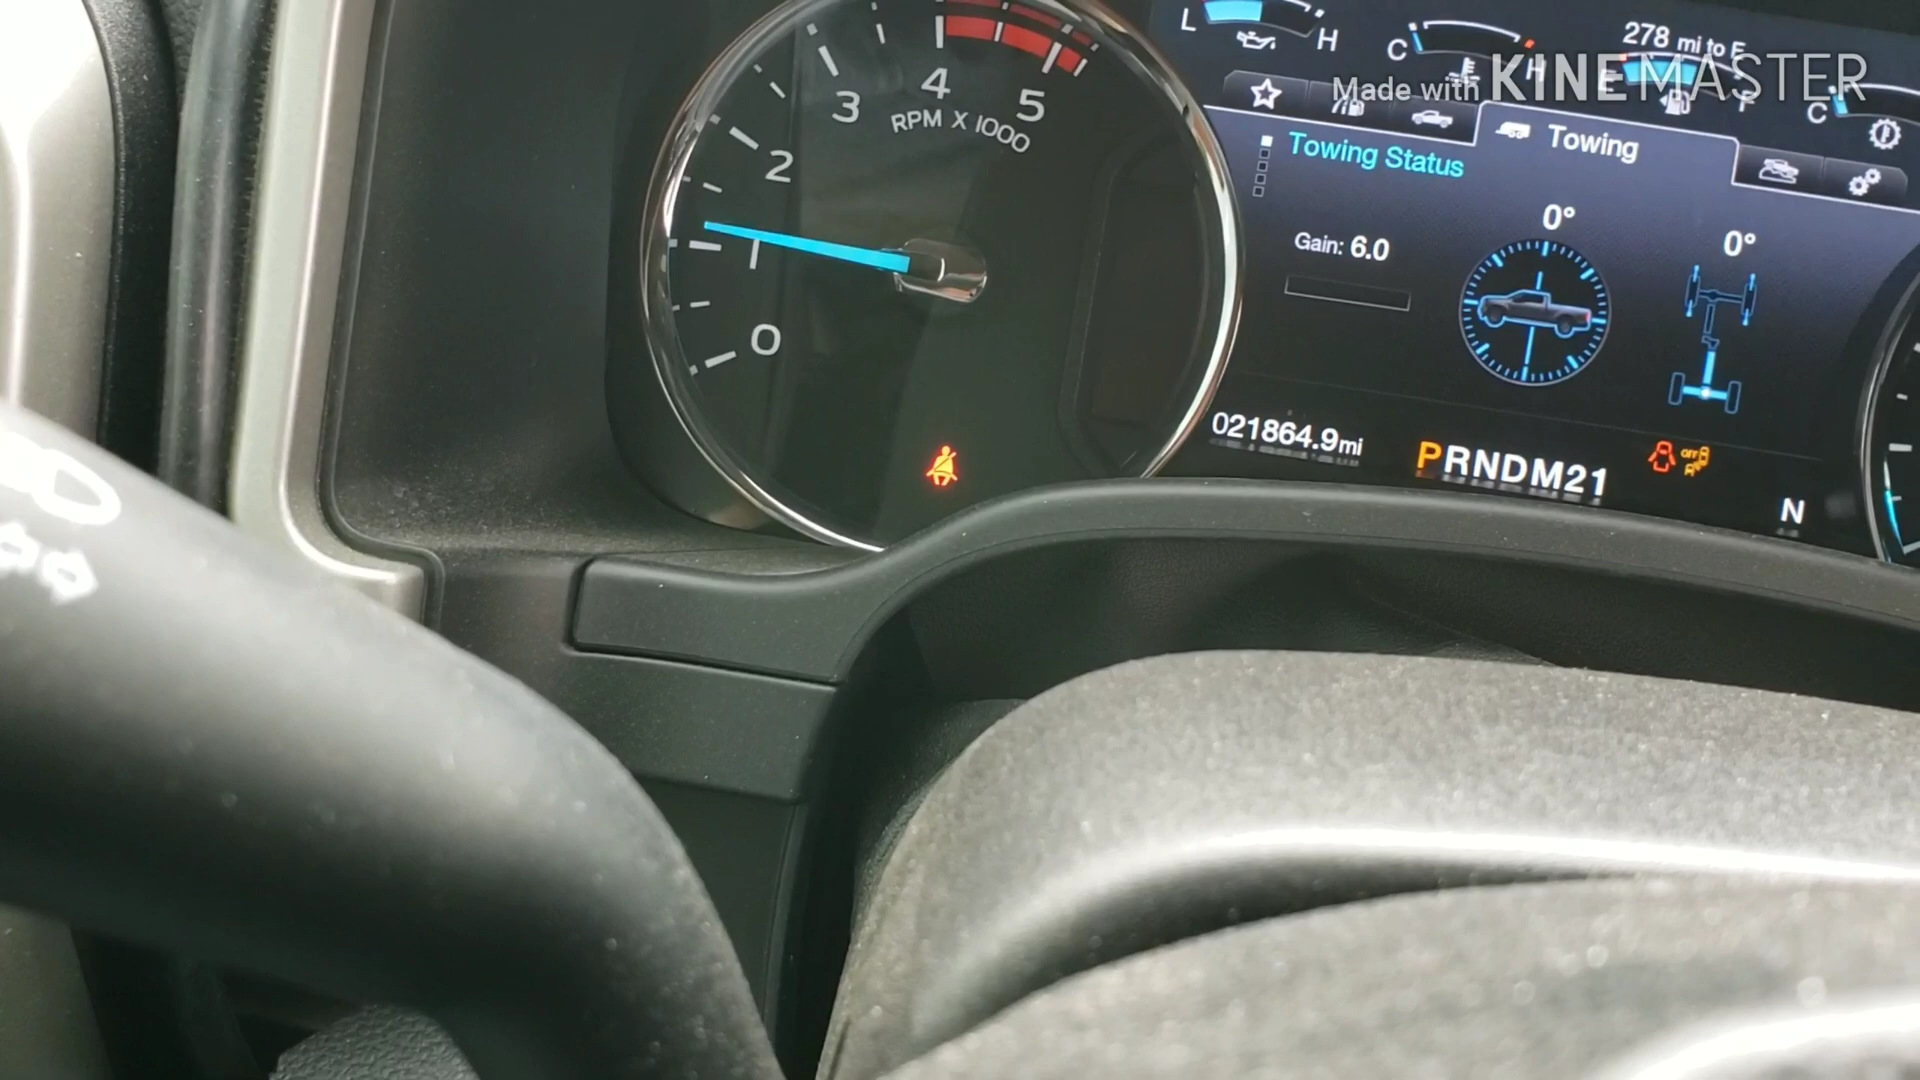 278 mi to E
L H
C H
E F
C
Made with KINEMASTER
Towing
Towing Status
0°
0°
Gain: 6.0
021864.9mi
PRNDM21
OFF
N
0
1
2
3
4
5
RPM X 1000